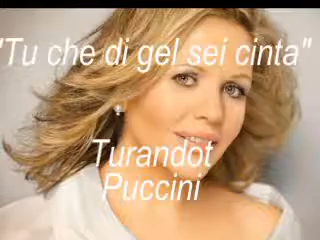 "Tu che di gel sei cinta"
Turandot
Puccini